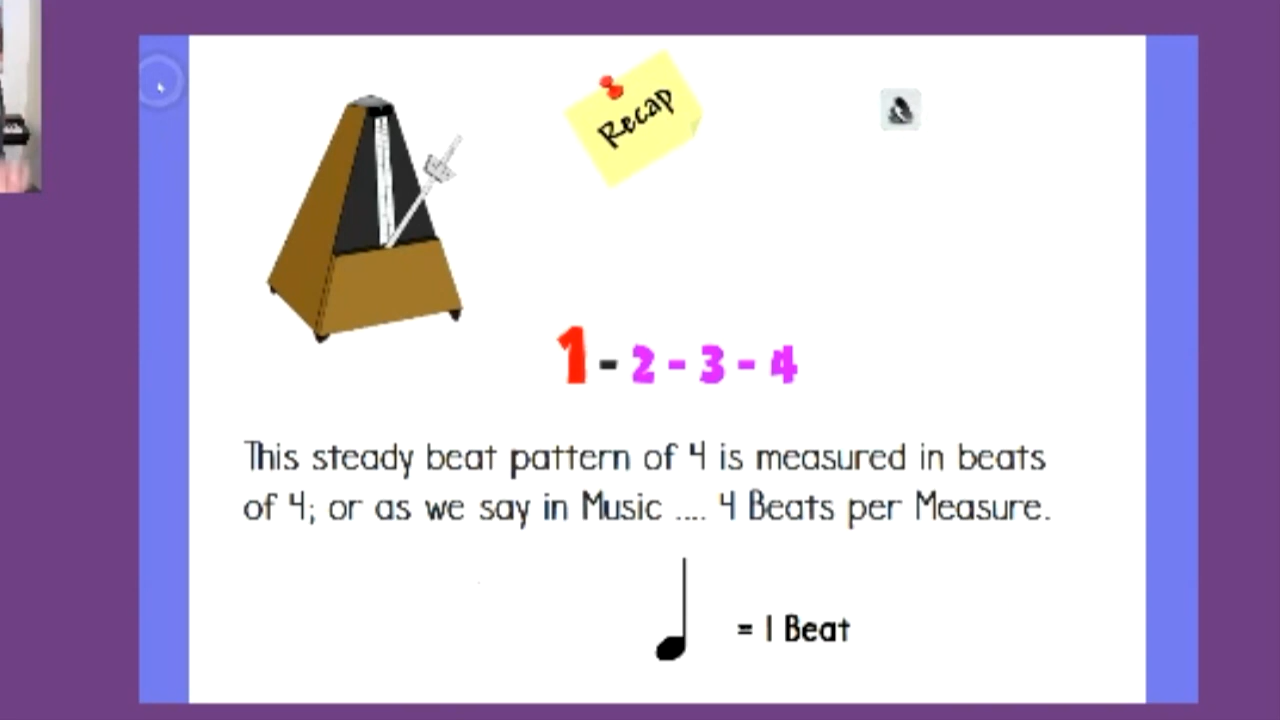 Recap
1 - 2 - 3 - 4
This steady beat pattern of 4 is measured in beats
of 4; or as we say in Music .... 4 Beats per Measure.
= 1 Beat